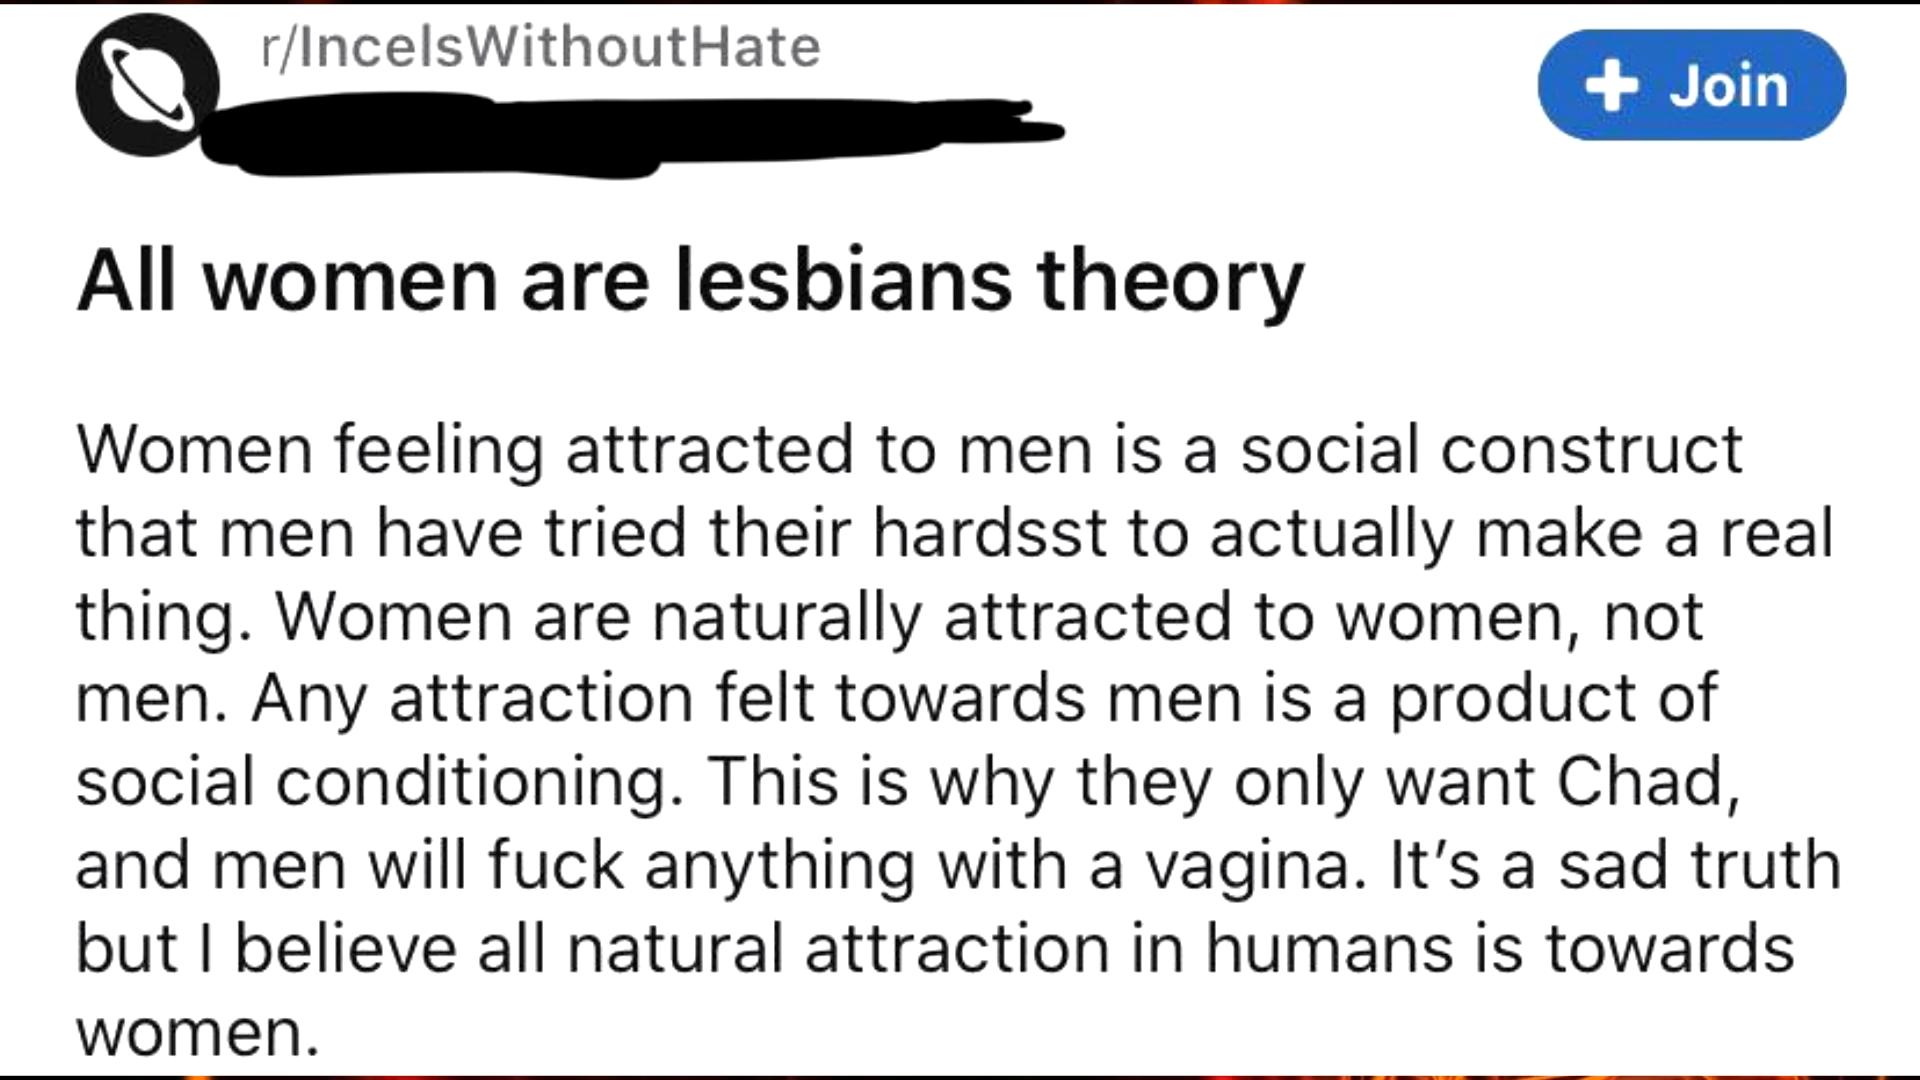 r/IncelsWithoutHate
+ Join
All women are lesbians theory
Women feeling attracted to men is a social construct
that men have tried their hardsst to actually make a real
thing. Women are naturally attracted to women, not
men. Any attraction felt towards men is a product of
social conditioning. This is why they only want Chad,
and men will fuck anything with a vagina. It’s a sad truth
but I believe all natural attraction in humans is towards
women.